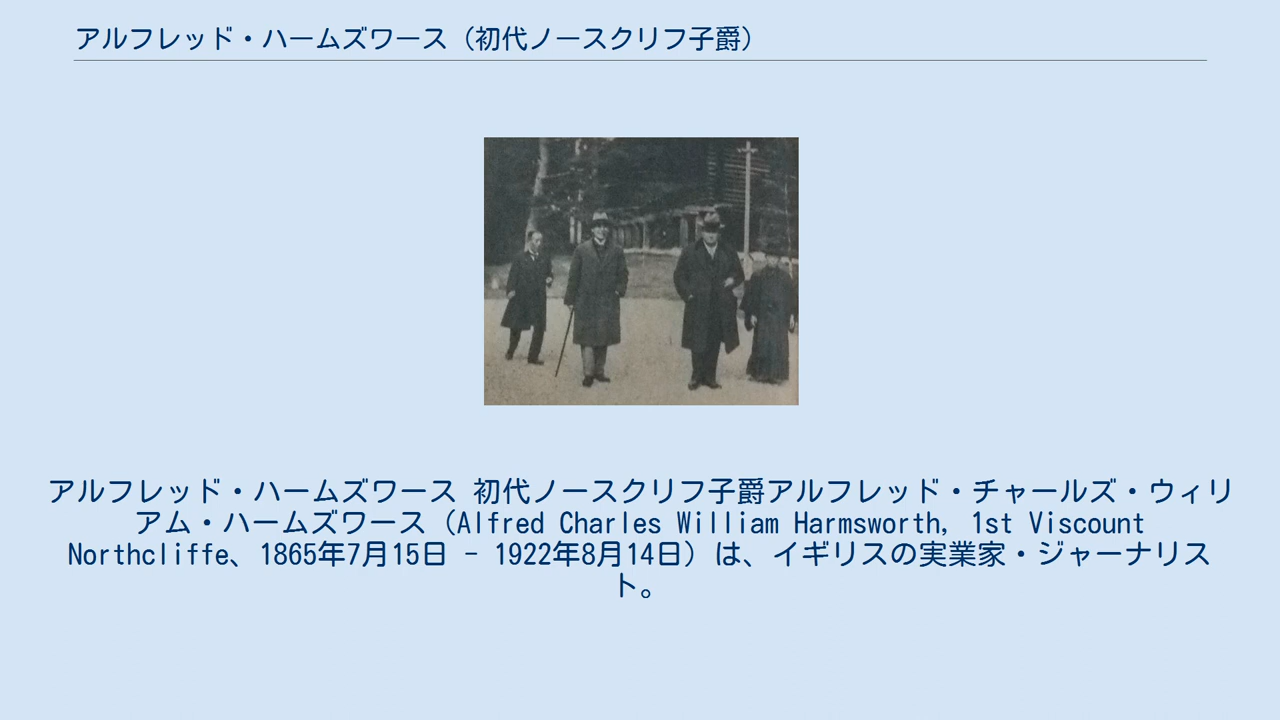 アルフレッド・ハームズワース（初代ノースクリフ子爵）
アルフレッド・ハームズワース 初代ノースクリフ子爵アルフレッド・チャールズ・ウィリ
アム・ハームズワース（Alfred Charles William Harmsworth, 1st Viscount
Northcliffe、1865年7月15日 - 1922年8月14日）は、イギリスの実業家・ジャーナリス
ト。